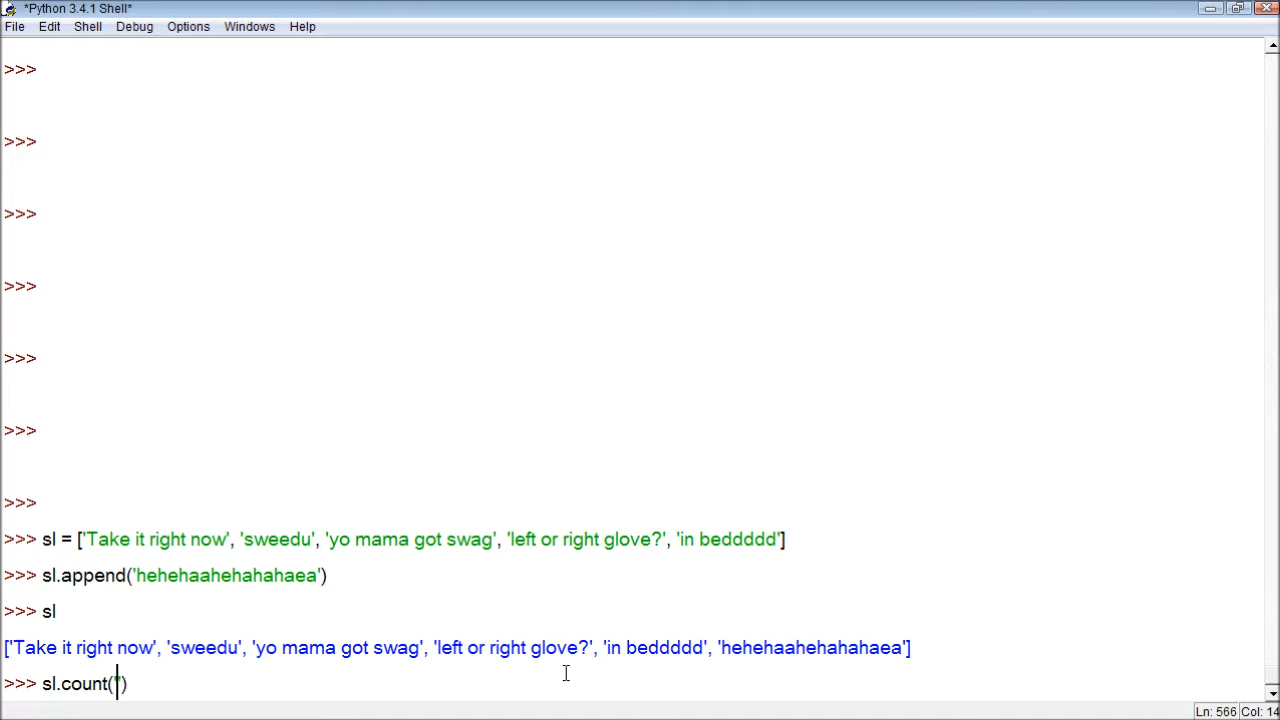 *Python 3.4.1 Shell*
File Edit Shell Debug Options Windows Help
>>>
>>>
>>>
>>>
>>>
>>>
>>>
>>> sl = ['Take it right now', 'sweedu', 'yo mama got swag', 'left or right glove?', 'in beddddd']
>>> sl.append('hehehaahehahahaea')
>>> sl
['Take it right now', 'sweedu', 'yo mama got swag', 'left or right glove?', 'in beddddd', 'hehehaahehahahaea']
>>> sl.count('')
Ln: 566 Col: 14